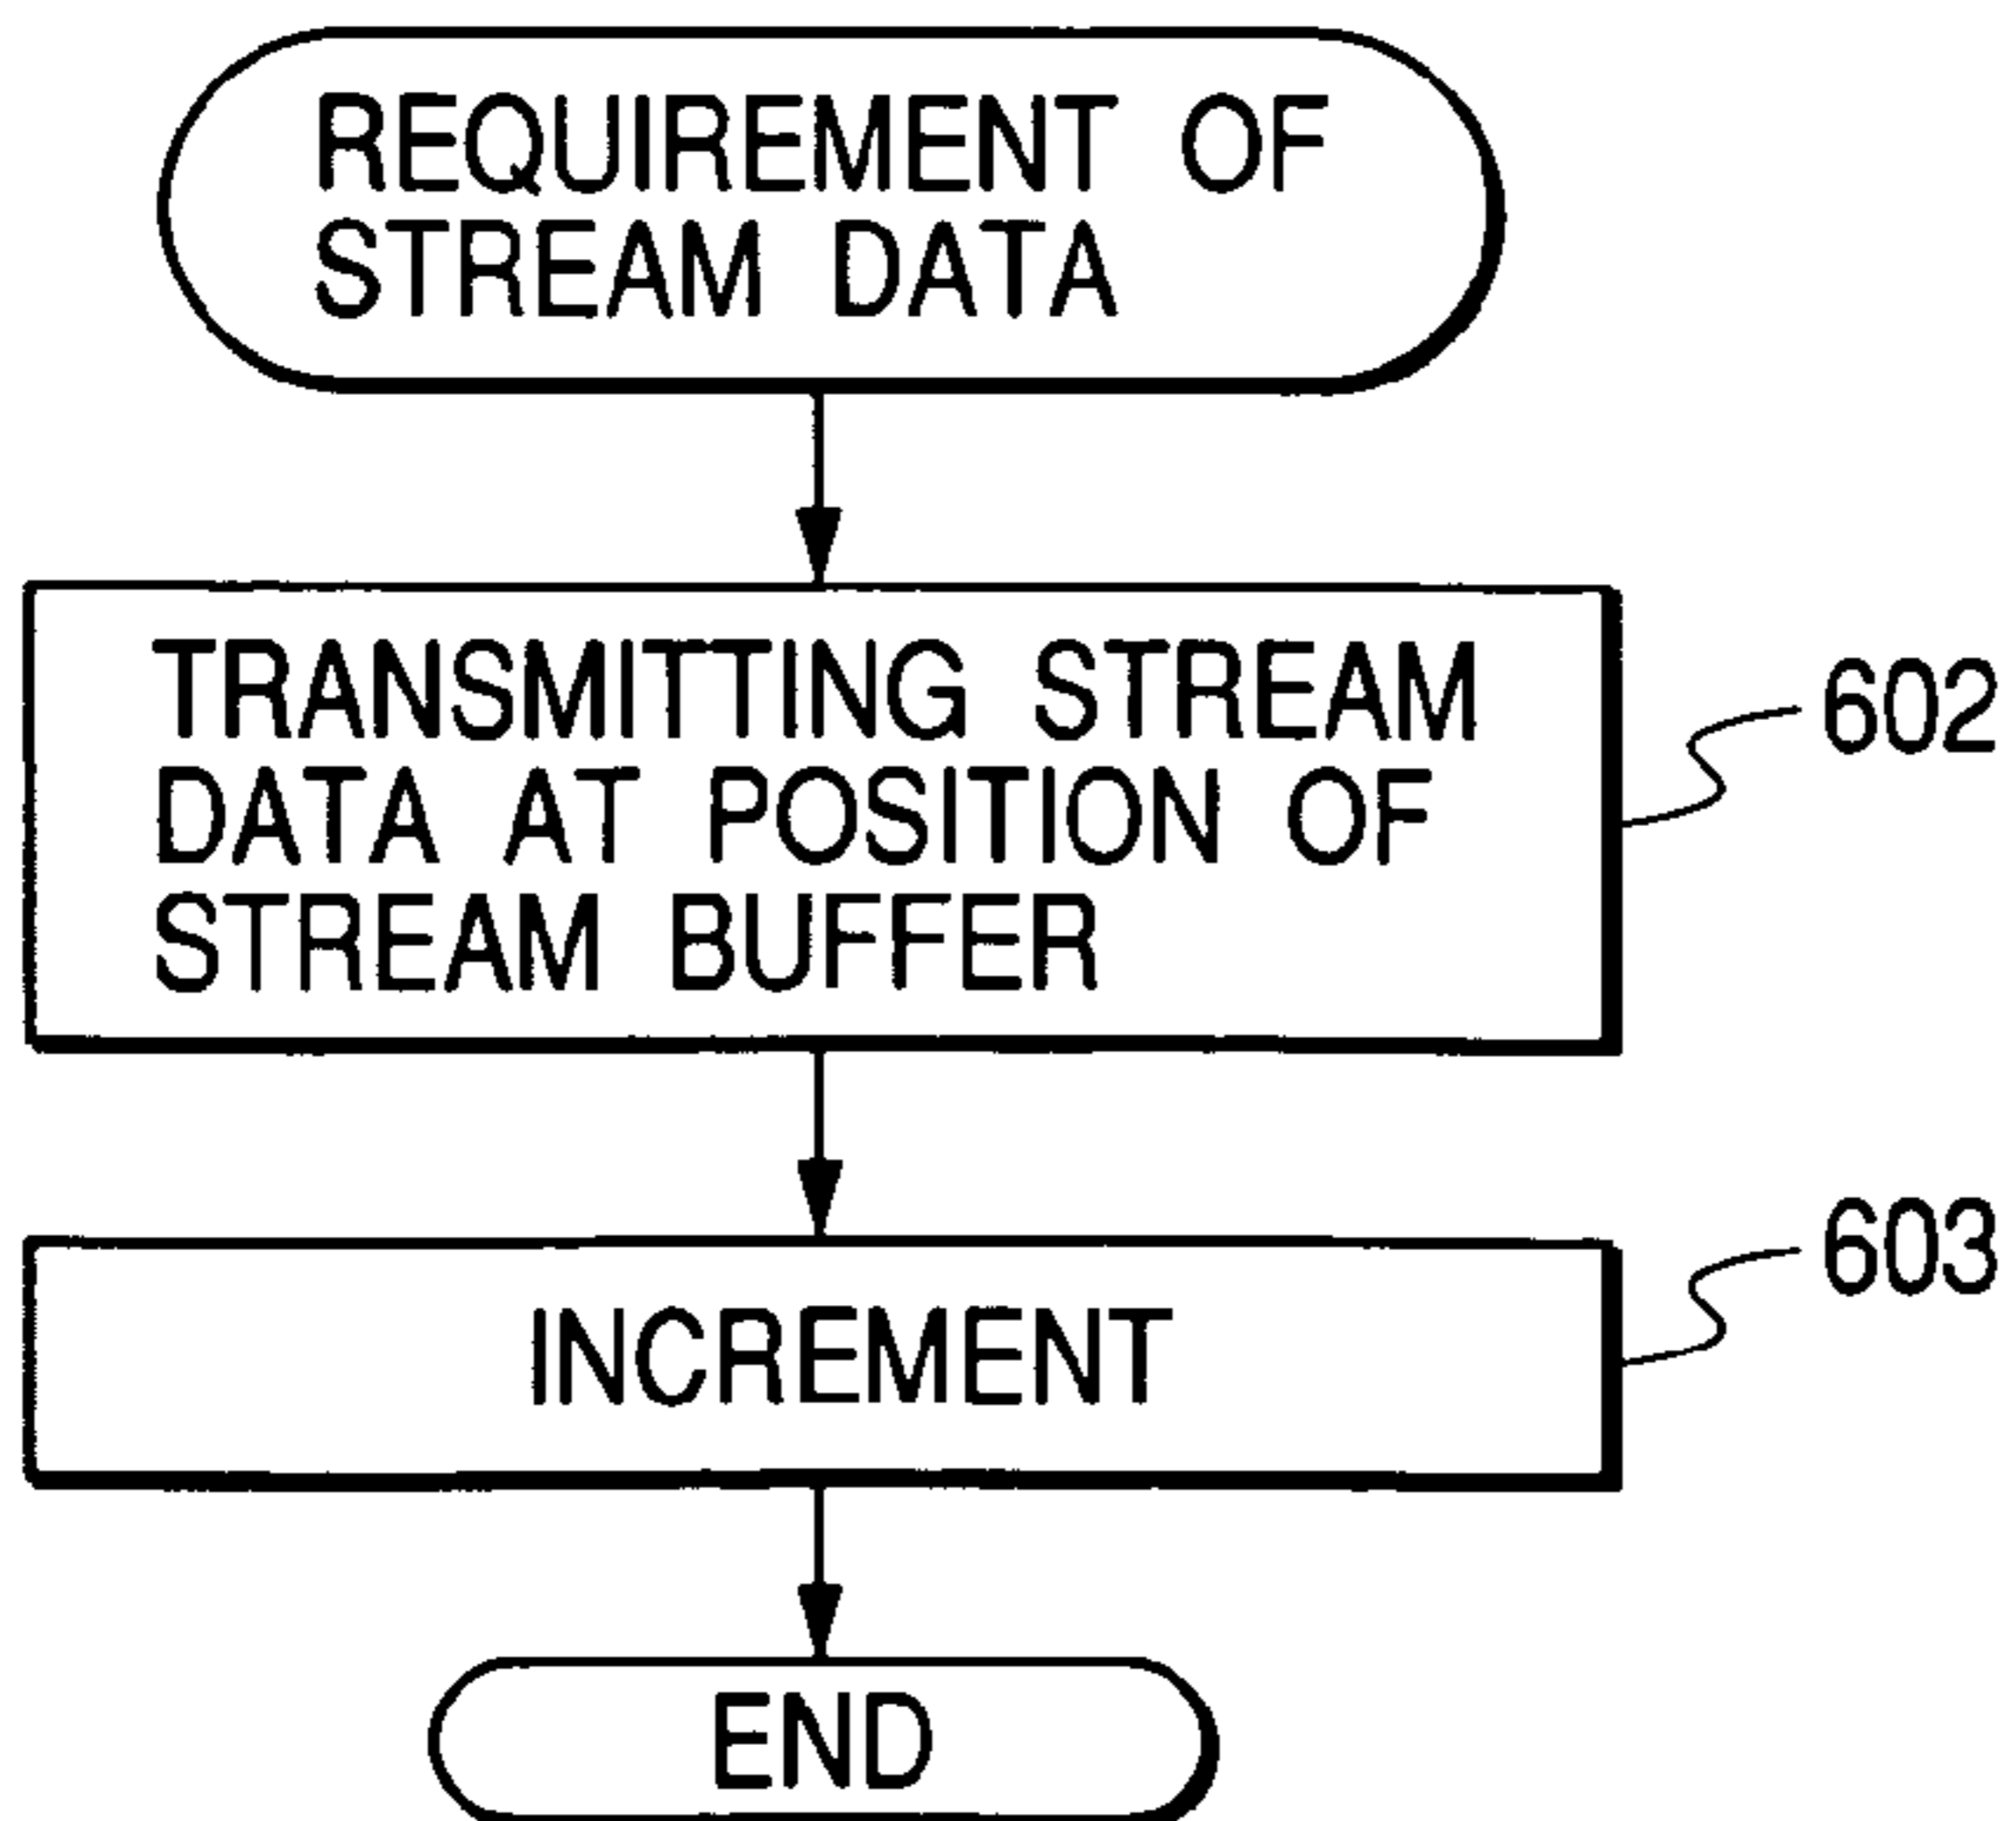 REQUIREMENT OF
STREAM DATA
TRANSMITTING STREAM
DATA AT POSITION OF
STREAM BUFFER
602
INCREMENT
603
END